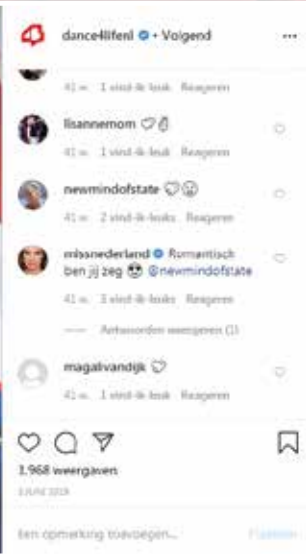 dance4lifenl • Volgend
41 w 1 vind-ik-leuk Reageren
lisannemom
41 w 1 vind-ik-leuk Reageren
newmindofstate
41 w 2 vind-ik-leuks Reageren
missnederland Romantisch
ben jij zeg 😍 @newmindofstate
41 w 3 vind-ik-leuks Reageren
Antwoorden weergeven (1)
magalivandijk
41 w 1 vind-ik-leuk Reageren
1.968 weergaven
3 JUNI 2018
Een opmerking toevoegen...